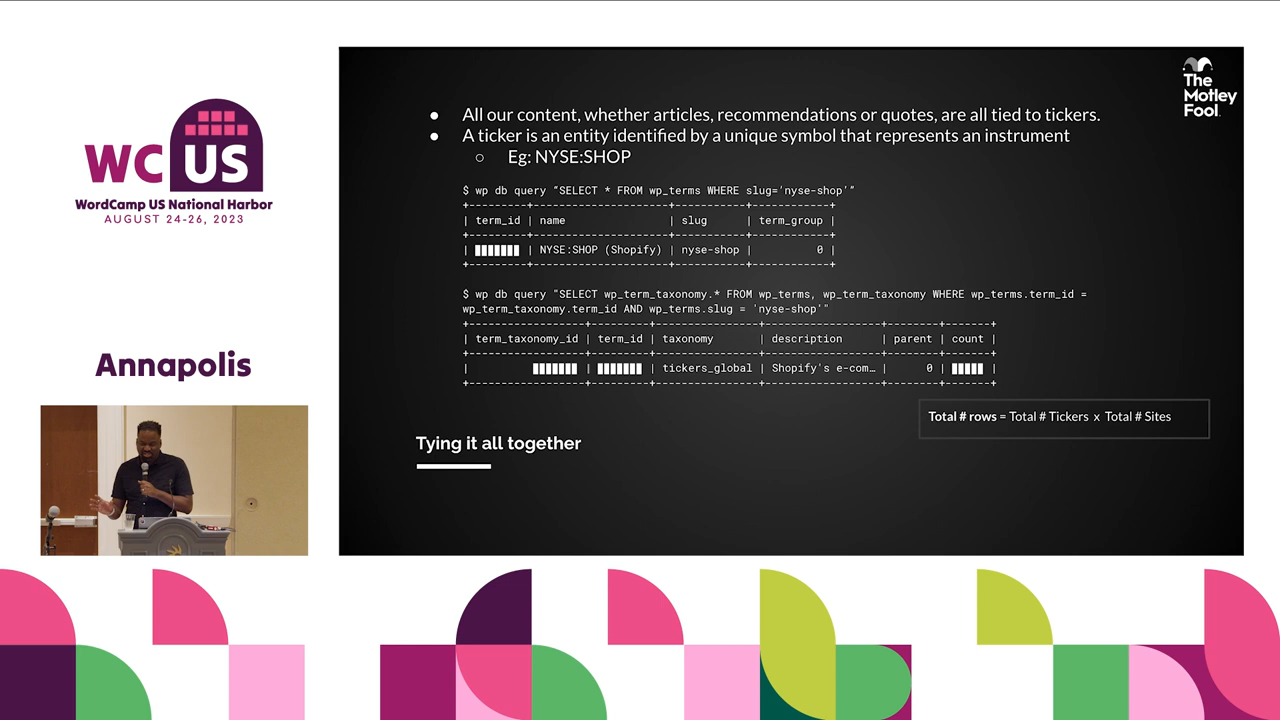 WC US
WordCamp US National Harbor
AUGUST 24-26, 2023
Annapolis
The
Motley
Fool.
● All our content, whether articles, recommendations or quotes, are all tied to tickers.
● A ticker is an entity identified by a unique symbol that represents an instrument
○ Eg: NYSE:SHOP
$ wp db query “SELECT * FROM wp_terms WHERE slug='nyse-shop'”
+---------+----------------------+-----------+------------+
| term_id | name | slug | term_group |
+---------+----------------------+-----------+------------+
| ███████ | NYSE:SHOP (Shopify) | nyse-shop | 0 |
+---------+----------------------+-----------+------------+
$ wp db query "SELECT wp_term_taxonomy.* FROM wp_terms, wp_term_taxonomy WHERE wp_terms.term_id =
wp_term_taxonomy.term_id AND wp_terms.slug = 'nyse-shop'"
+------------------+---------+----------------+------------------+--------+-------+
| term_taxonomy_id | term_id | taxonomy | description | parent | count |
+------------------+---------+----------------+------------------+--------+-------+
| ███████ | ███████ | tickers_global | Shopify's e-com… | 0 | █████ |
+------------------+---------+----------------+------------------+--------+-------+
Total # rows = Total # Tickers x Total # Sites
Tying it all together